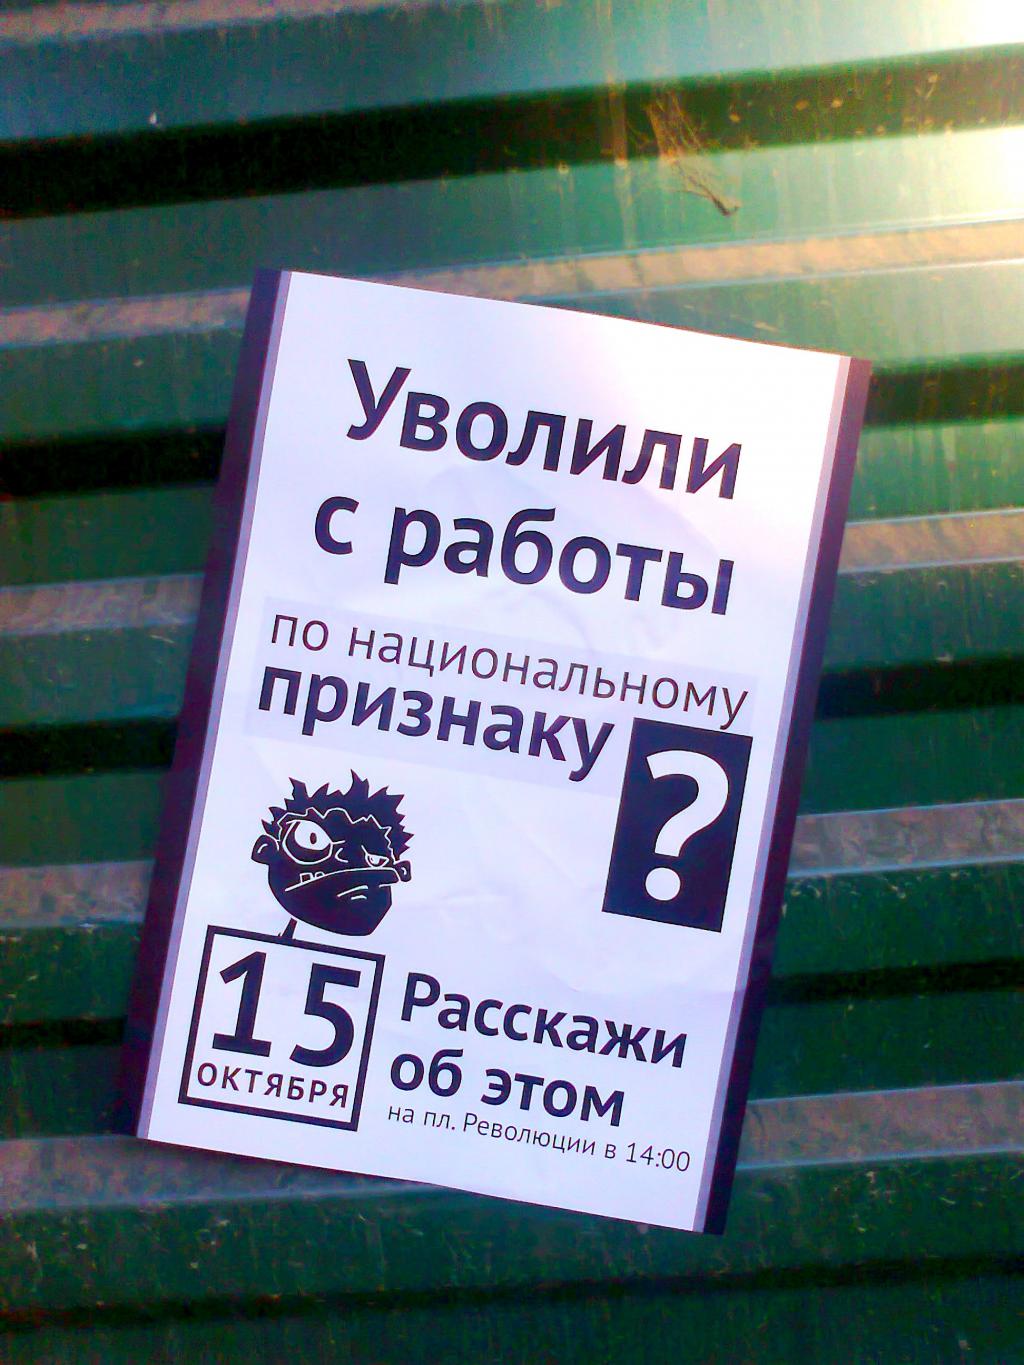 Уволили
с работы
по национальному
признаку
?
15
ОКТЯБРЯ
Расскажи
об этом
на пл. Революции в 14:00